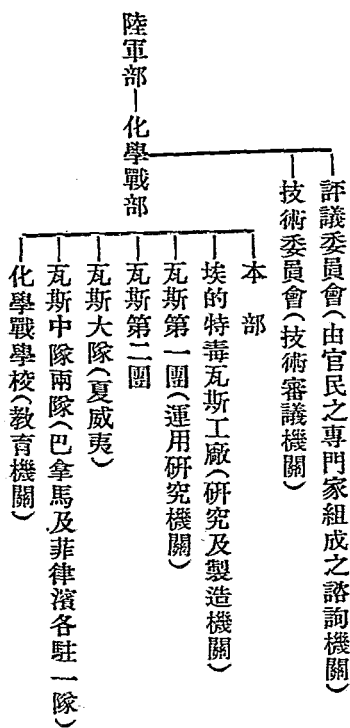 陸軍部—化學戰部
評議委員會(由官民之專門家組成之諮詢機關)
技術委員會(技術審議機關)
本部
埃的特毒瓦斯工廠(研究及製造機關)
瓦斯第一團(運用研究機關)
瓦斯第二團
瓦斯大隊(夏威夷)
瓦斯中隊兩隊(巴拿馬及菲律濱各駐一隊)
化學戰學校(教育機關)